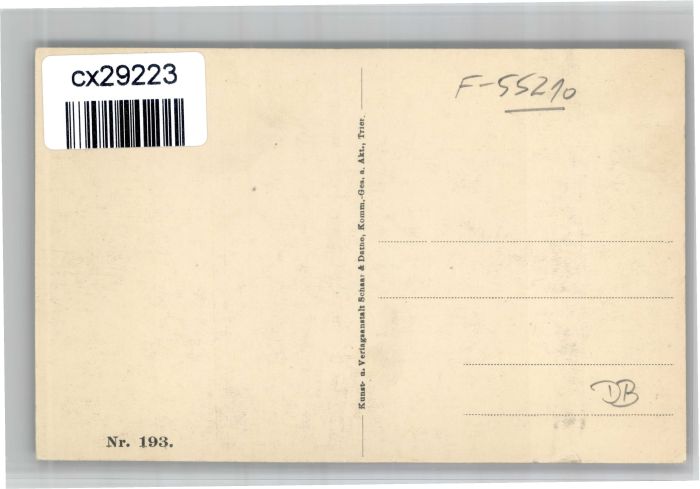 cx29223
F-55210
Kunst- u. Verlagsanstalt Schaar & Dathe, Komm.-Ges. a. Akt., Trier.
DB
Nr. 193.